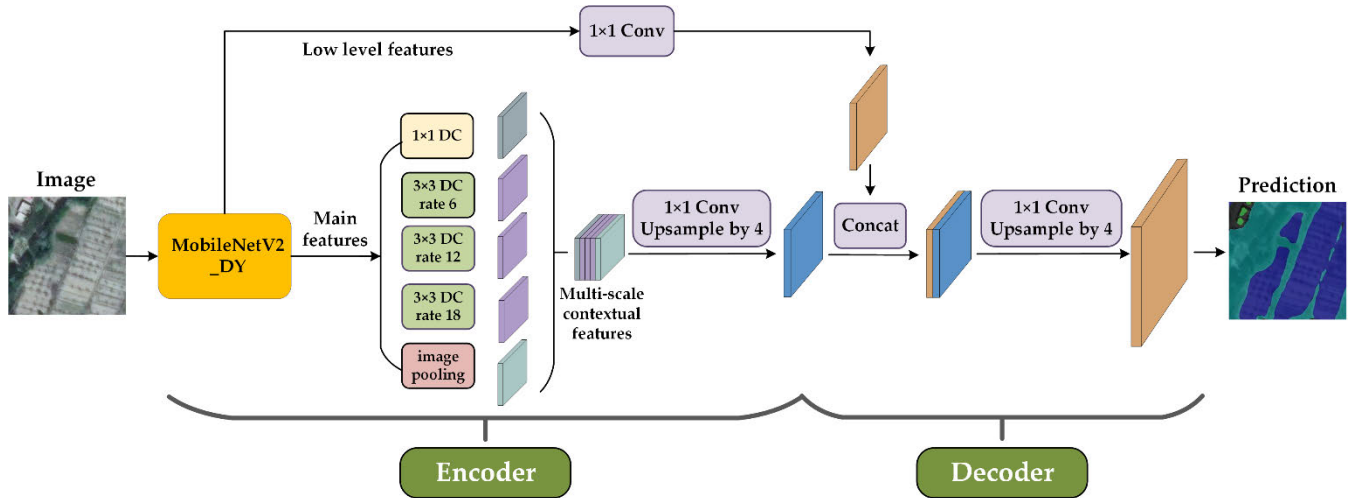 1×1 Conv
Low level features
1×1 DC
Image
3×3 DC
rate 6
Main
features
MobileNetV2
_DY
3×3 DC
rate 12
3×3 DC
rate 18
image
pooling
Multi-scale
contextual
features
1×1 Conv
Upsample by 4
Concat
1×1 Conv
Upsample by 4
Prediction
Encoder
Decoder